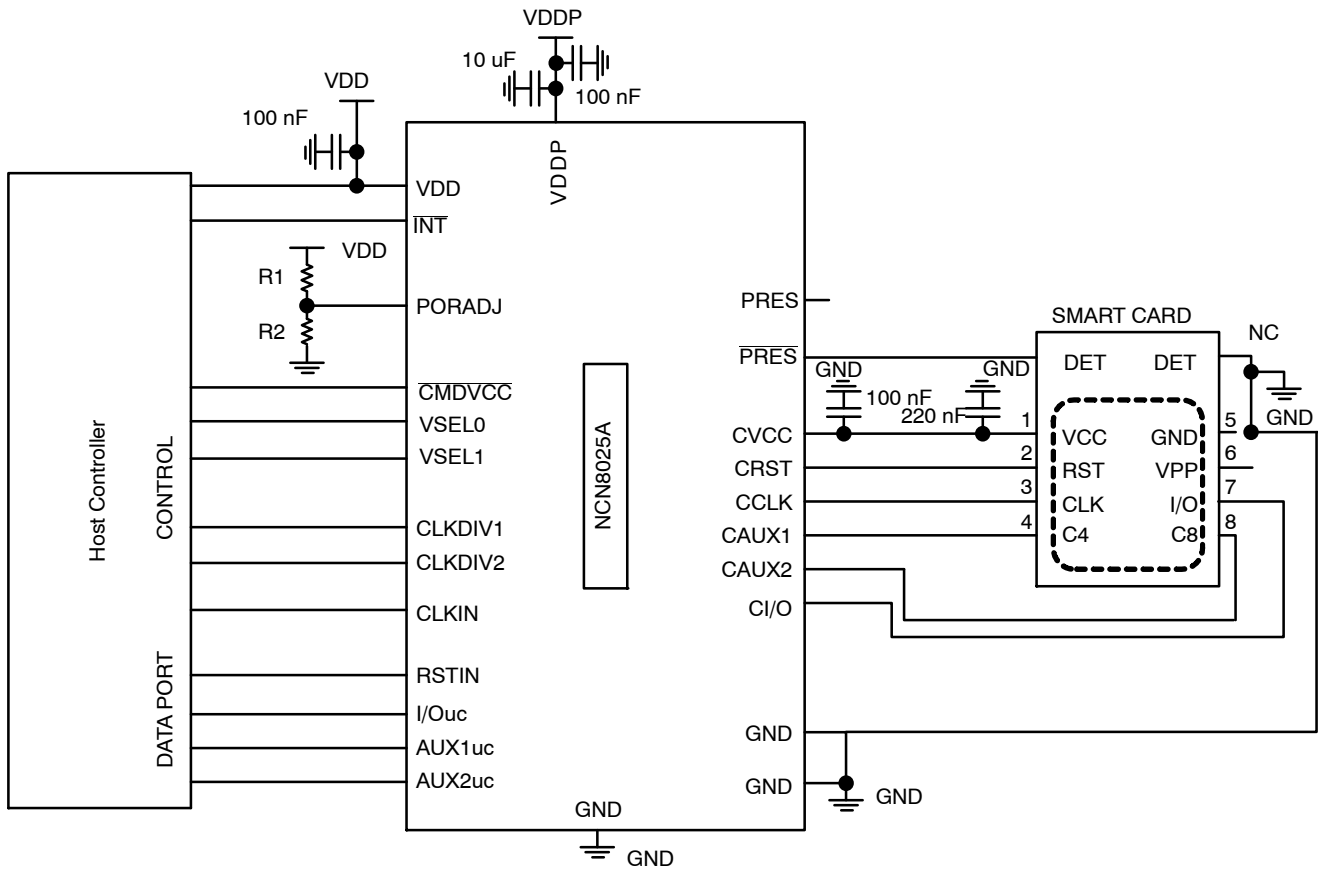 VDDP
10 uF
100 nF
VDD
100 nF
VDDP
VDD
INT
VDD
R1
R2
PORADJ
CMDVCC
VSEL0
VSEL1
CLKDIV1
CLKDIV2
CLKIN
RSTIN
I/Ouc
AUX1uc
AUX2uc
Host Controller
CONTROL
DATA PORT
NCN8025A
PRES
PRES
CVCC
CRST
CCLK
CAUX1
CAUX2
CI/O
GND
GND
GND
GND
GND
GND
100 nF
GND
220 nF
SMART CARD
NC
DET DET
GND
1 VCC GND 5
2 RST VPP 6
3 CLK I/O 7
4 C4 C8 8